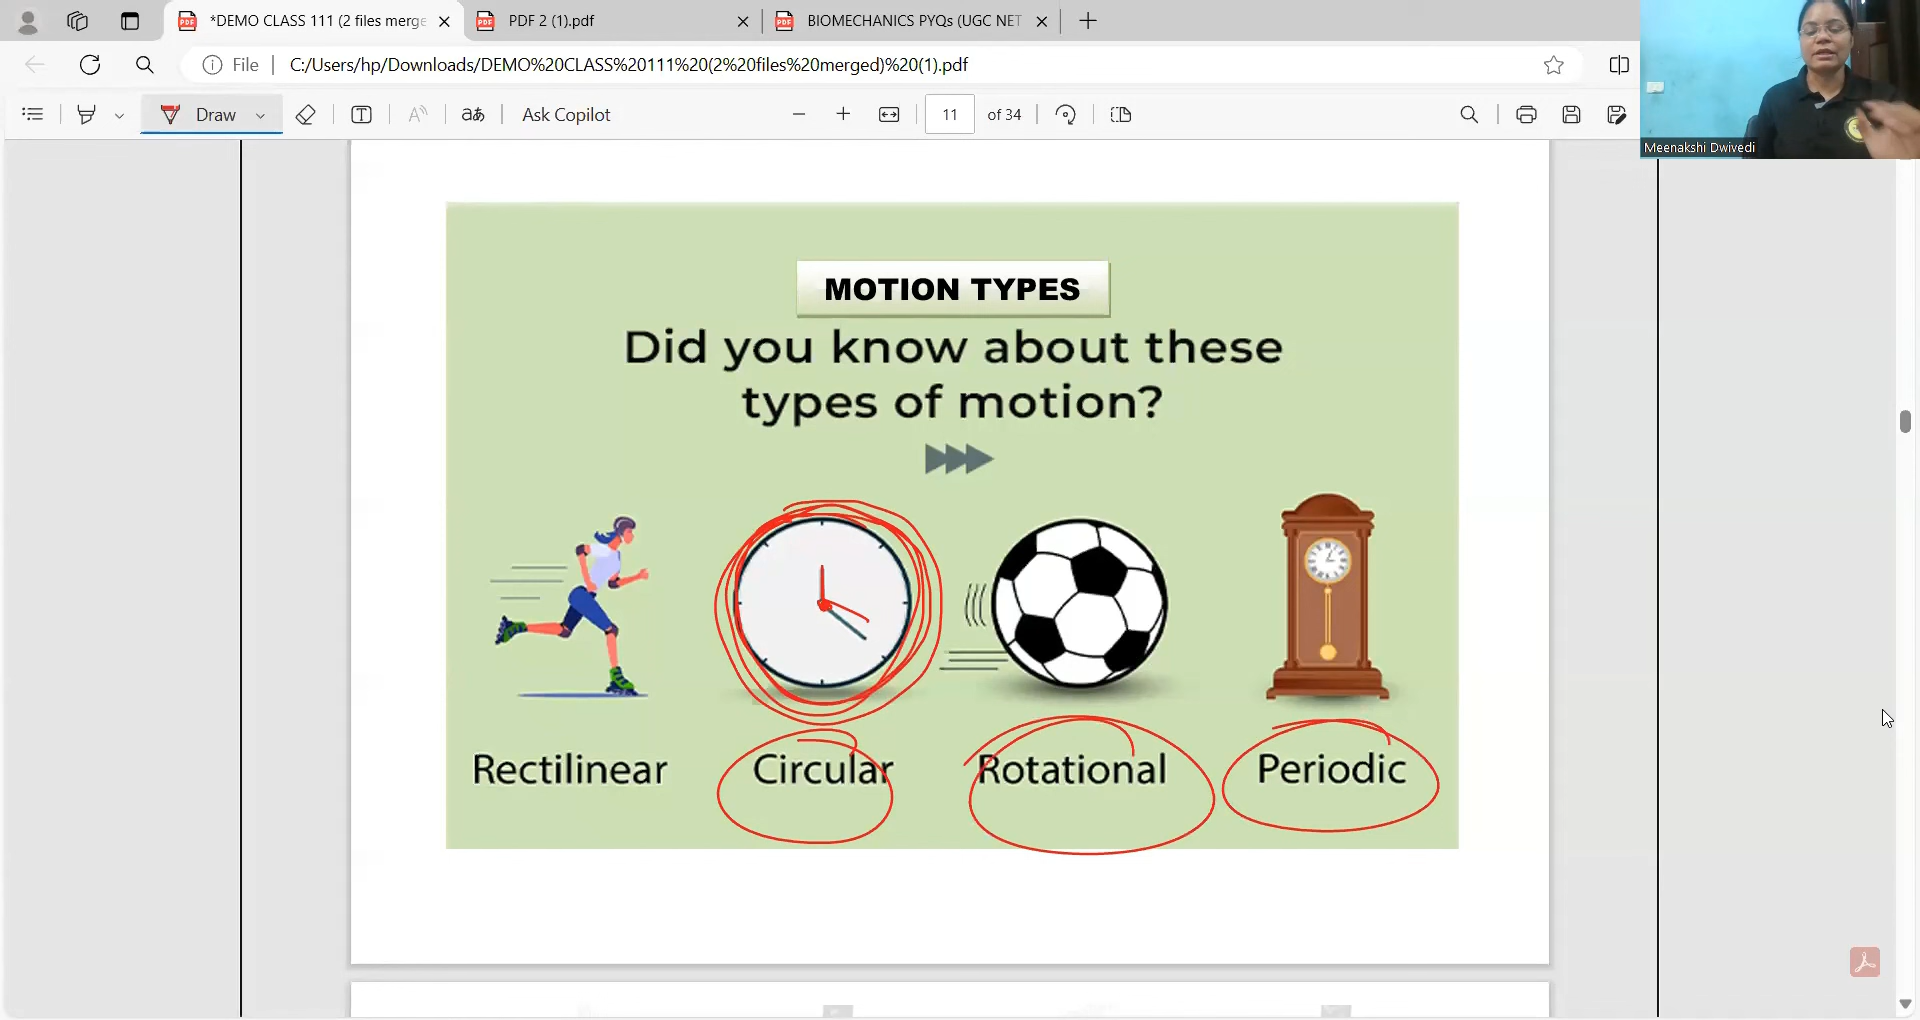 *DEMO CLASS 111 (2 files merge
PDF 2 (1).pdf
BIOMECHANICS PYQs (UGC NET
File
C:/Users/hp/Downloads/DEMO%20CLASS%20111%20(2%20files%20merged)%20(1).pdf
Draw
Ask Copilot
11
of 34
Meenakshi Dwivedi
MOTION TYPES
Did you know about these
types of motion?
Rectilinear
Circular
Rotational
Periodic